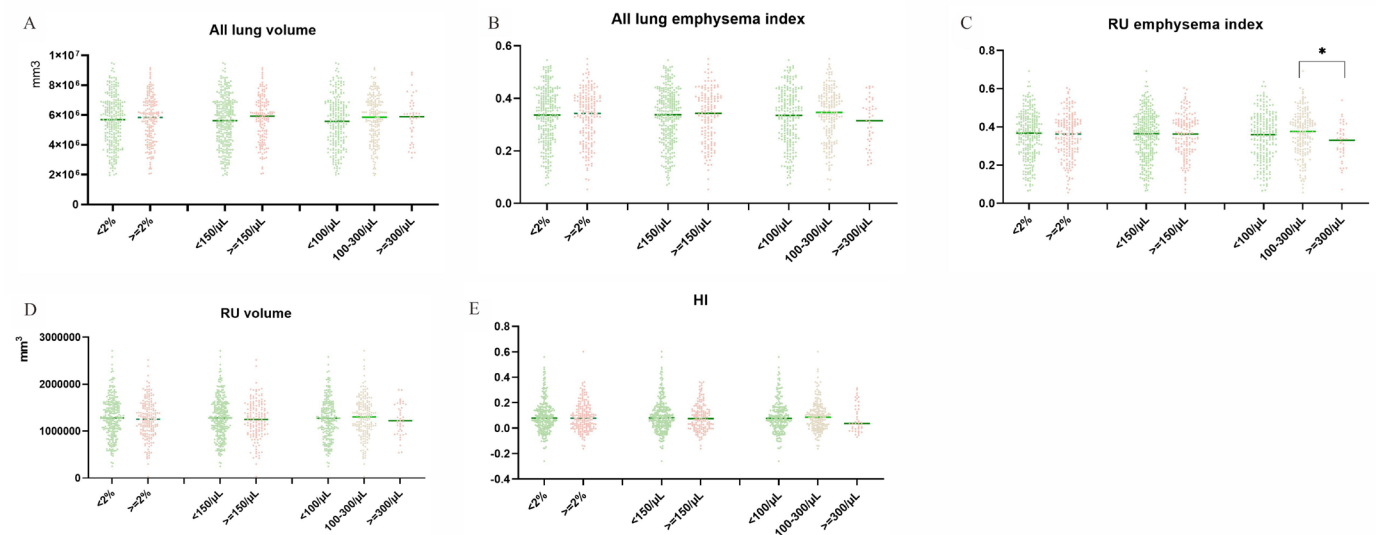 A
All lung volume
mm3
1×10⁷
8×10⁶
6×10⁶
4×10⁶
2×10⁶
0
<2%
>=2%
<150/μL
>=150/μL
<100/μL
100-300/μL
>=300/μL
B
All lung emphysema index
0.6
0.4
0.2
0.0
<2%
>=2%
<150/μL
>=150/μL
<100/μL
100-300/μL
>=300/μL
C
RU emphysema index
*
0.8
0.6
0.4
0.2
0.0
<2%
>=2%
<150/μL
>=150/μL
<100/μL
100-300/μL
>=300/μL
D
RU volume
mm³
3000000
2000000
1000000
0
<2%
>=2%
<150/μL
>=150/μL
<100/μL
100-300/μL
>=300/μL
E
HI
0.8
0.6
0.4
0.2
0.0
-0.2
-0.4
<2%
>=2%
<150/μL
>=150/μL
<100/μL
100-300/μL
>=300/μL